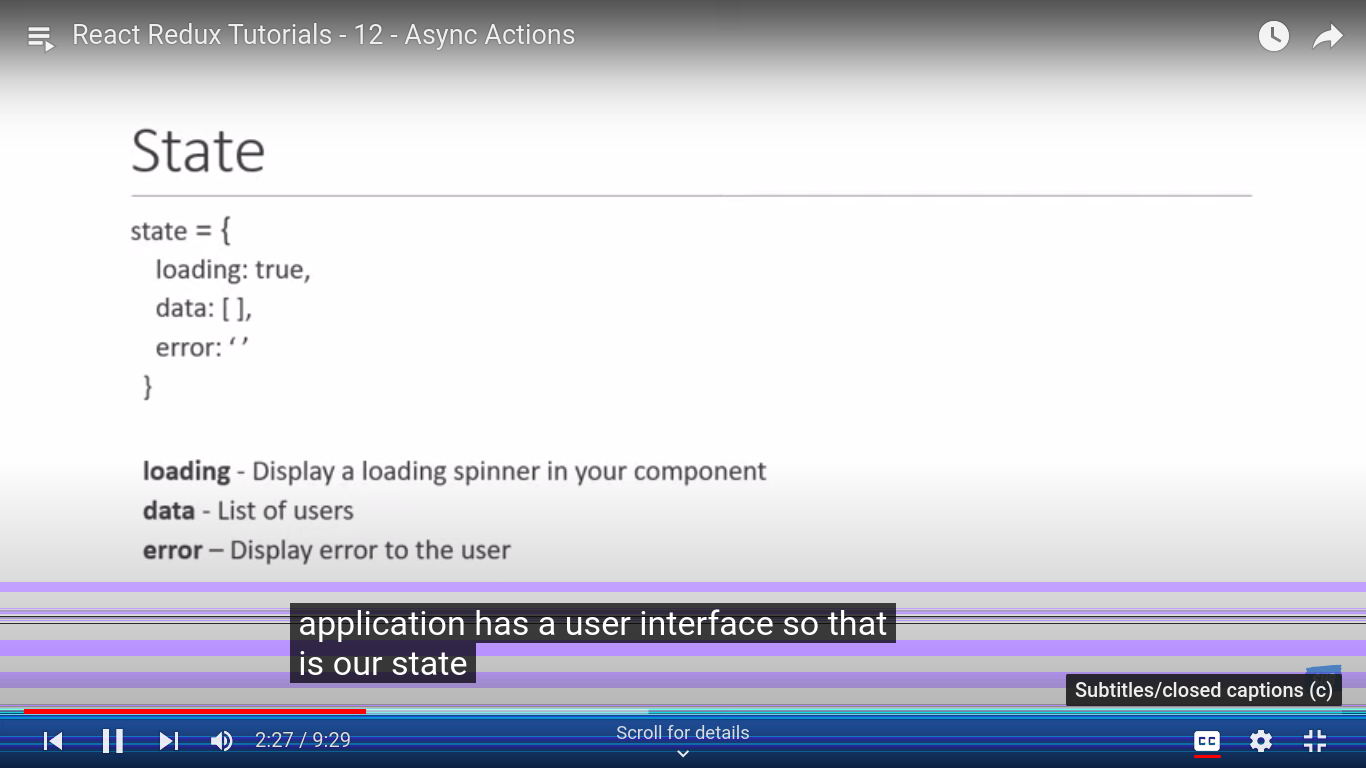 React Redux Tutorials - 12 - Async Actions
State
state = {
loading: true,
data: [ ],
error: ‘ ’
}
loading - Display a loading spinner in your component
data - List of users
error – Display error to the user
application has a user interface so that
is our state
Subtitles/closed captions (c)
2:27 / 9:29
Scroll for details
CC